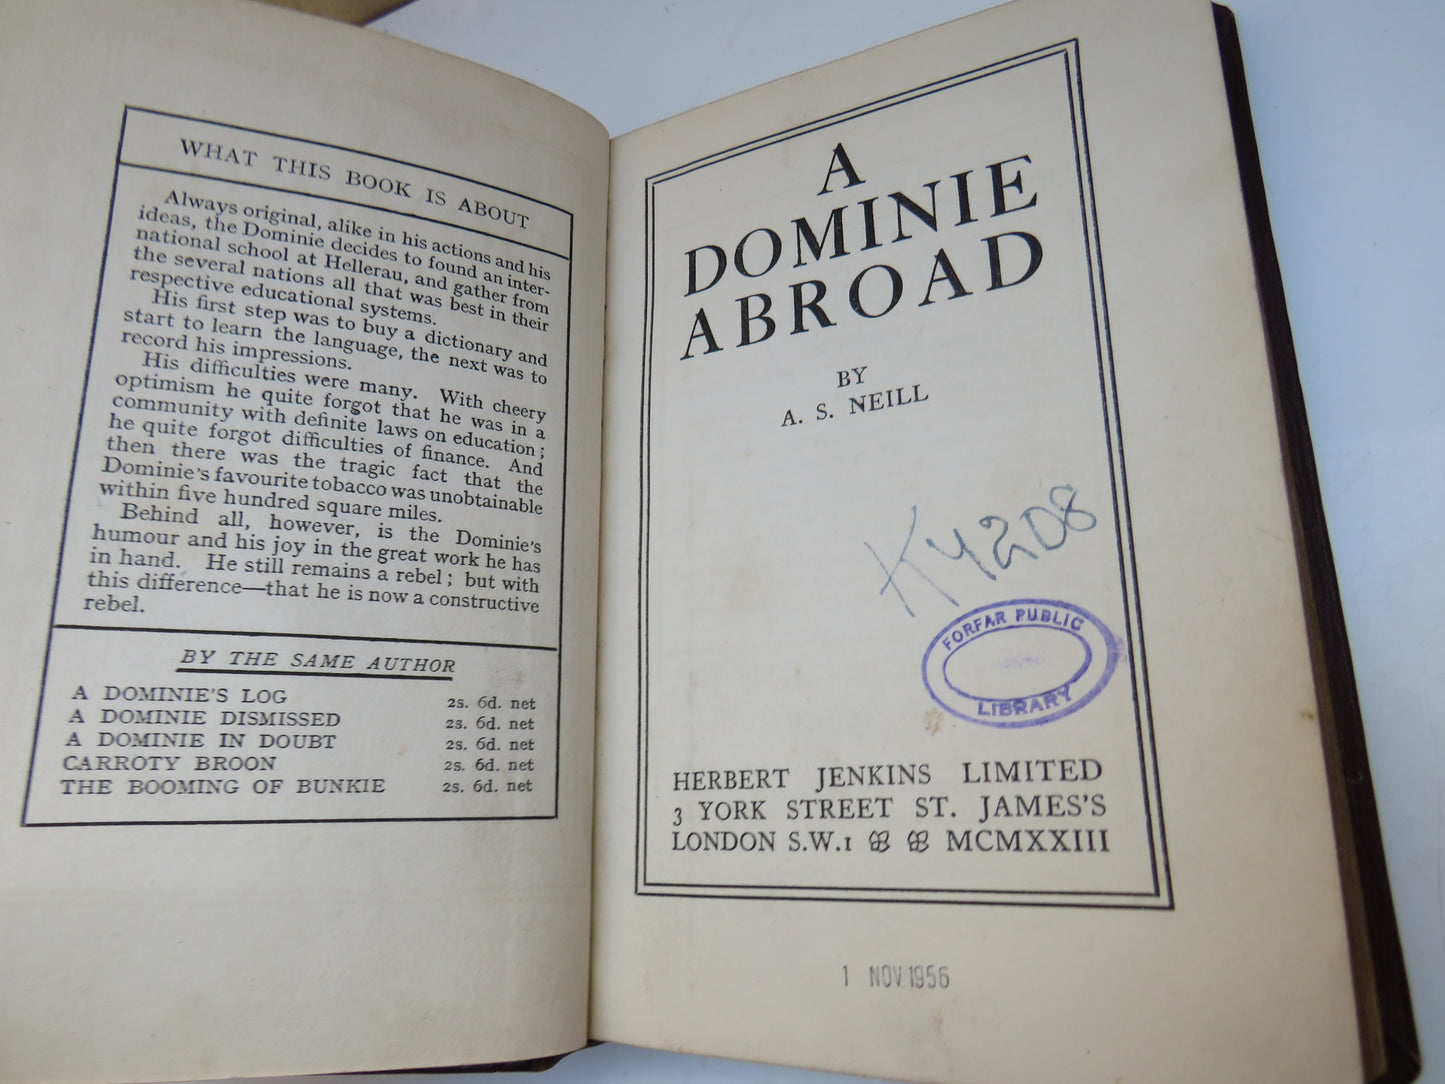 WHAT THIS BOOK IS ABOUT
Always original, alike in his actions and his
ideas, the Dominie decides to found an inter-
national school at Hellerau, and gather from
the several nations all that was best in their
respective educational systems.
His first step was to buy a dictionary and
start to learn the language, the next was to
record his impressions.
His difficulties were many. With cheery
optimism he quite forgot that he was in a
community with definite laws on education;
he quite forgot difficulties of finance. And
then there was the tragic fact that the
Dominie's favourite tobacco was unobtainable
within five hundred square miles.
Behind all, however, is the Dominie's
humour and his joy in the great work he has
in hand. He still remains a rebel; but with
this difference—that he is now a constructive
rebel.
BY THE SAME AUTHOR
A DOMINIE'S LOG 2s. 6d. net
A DOMINIE DISMISSED 2s. 6d. net
A DOMINIE IN DOUBT 2s. 6d. net
CARROTY BROON 2s. 6d. net
THE BOOMING OF BUNKIE 2s. 6d. net
A
DOMINIE
ABROAD
BY
A. S. NEILL
K4208
FORFAR PUBLIC
LIBRARY
HERBERT JENKINS LIMITED
3 YORK STREET ST. JAMES'S
LONDON S.W.1 MCMXXIII
1 NOV 1956